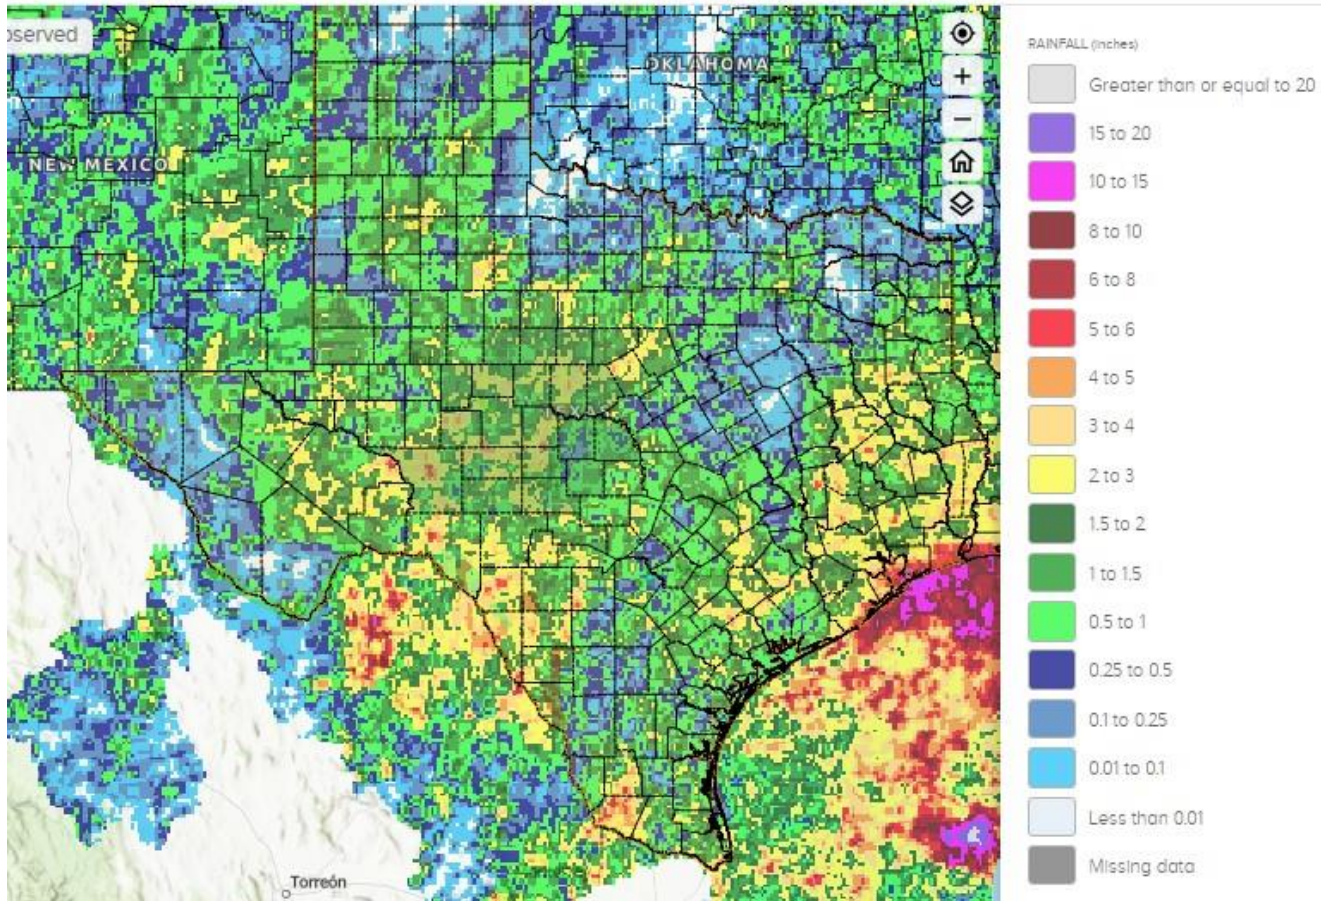 served
OKLAHOMA
NEW MEXICO
Torreón
+
−
RAINFALL (Inches)
Greater than or equal to 20
15 to 20
10 to 15
8 to 10
6 to 8
5 to 6
4 to 5
3 to 4
2 to 3
1.5 to 2
1 to 1.5
0.5 to 1
0.25 to 0.5
0.1 to 0.25
0.01 to 0.1
Less than 0.01
Missing data